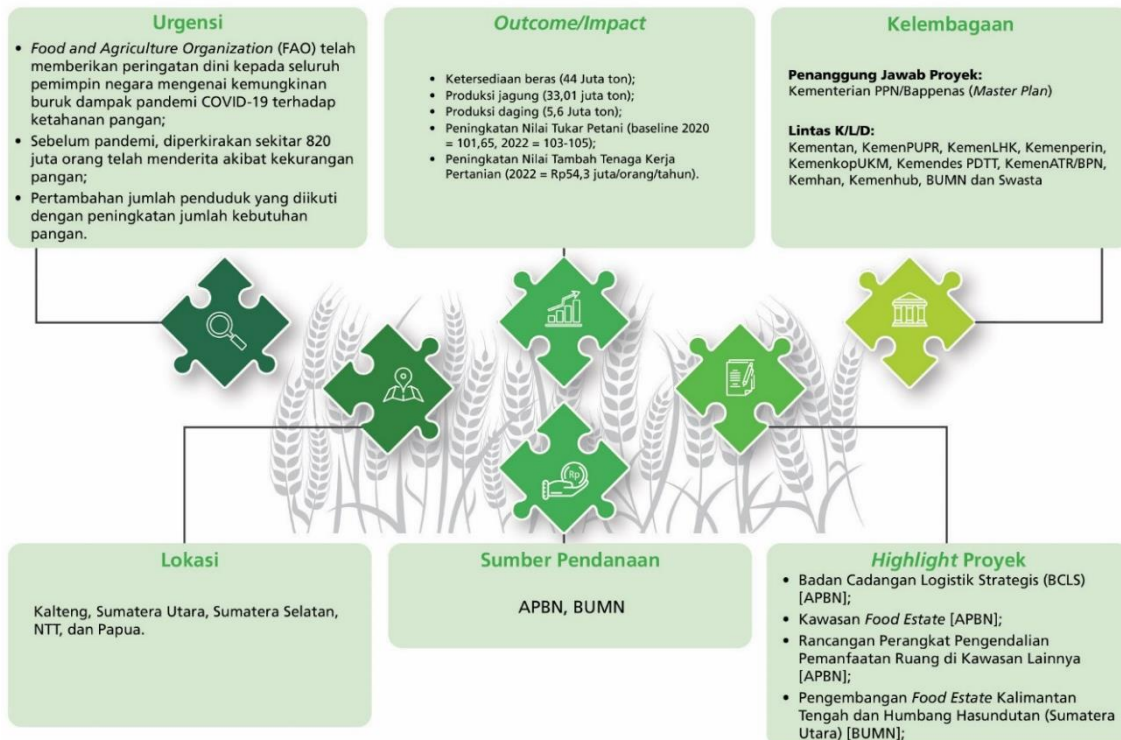 Urgensi
• Food and Agriculture Organization (FAO) telah
memberikan peringatan dini kepada seluruh
pemimpin negara mengenai kemungkinan
buruk dampak pandemi COVID-19 terhadap
ketahanan pangan;
• Sebelum pandemi, diperkirakan sekitar 820
juta orang telah menderita akibat kekurangan
pangan;
• Pertambahan jumlah penduduk yang diikuti
dengan peningkatan jumlah kebutuhan
pangan.
Outcome/Impact
• Ketersediaan beras (44 Juta ton);
• Produksi jagung (33,01 juta ton);
• Produksi daging (5,6 Juta ton);
• Peningkatan Nilai Tukar Petani (baseline 2020
= 101,65, 2022 = 103-105);
• Peningkatan Nilai Tambah Tenaga Kerja
Pertanian (2022 = Rp54,3 juta/orang/tahun).
Kelembagaan
Penanggung Jawab Proyek:
Kementerian PPN/Bappenas (Master Plan)
Lintas K/L/D:
Kementan, KemenPUPR, KemenLHK, Kemenperin,
KemenkopUKM, Kemendes PDTT, KemenATR/BPN,
Kemhan, Kemenhub, BUMN dan Swasta
Rp
Lokasi
Kalteng, Sumatera Utara, Sumatera Selatan,
NTT, dan Papua.
Sumber Pendanaan
APBN, BUMN
Highlight Proyek
• Badan Cadangan Logistik Strategis (BCLS)
[APBN];
• Kawasan Food Estate [APBN];
• Rancangan Perangkat Pengendalian
Pemanfaatan Ruang di Kawasan Lainnya
[APBN];
• Pengembangan Food Estate Kalimantan
Tengah dan Humbang Hasundutan (Sumatera
Utara) [BUMN];